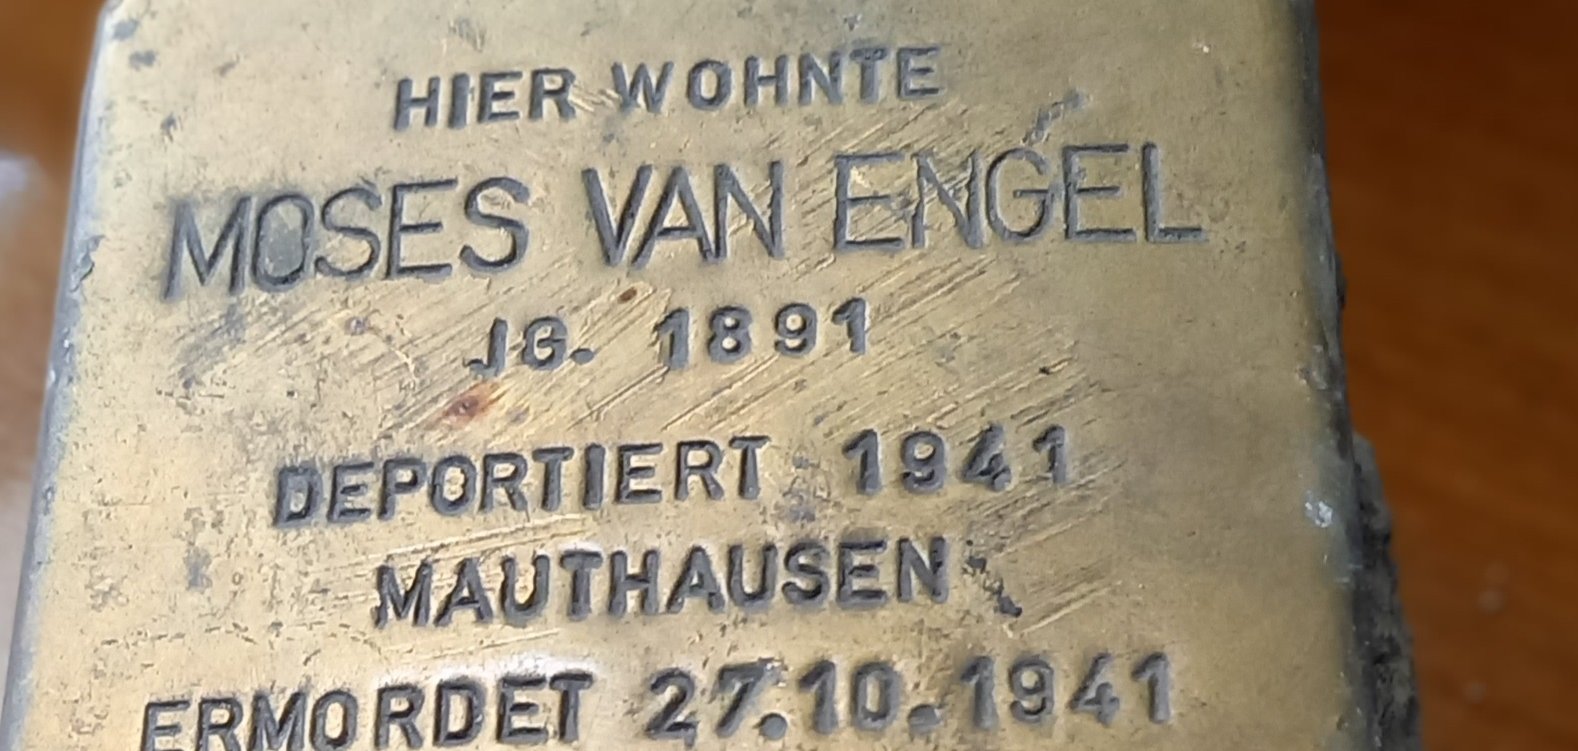 HIER WOHNTE
MOSES VAN ENGEL
JG. 1891
DEPORTIERT 1941
MAUTHAUSEN
ERMORDET 27.10.1941